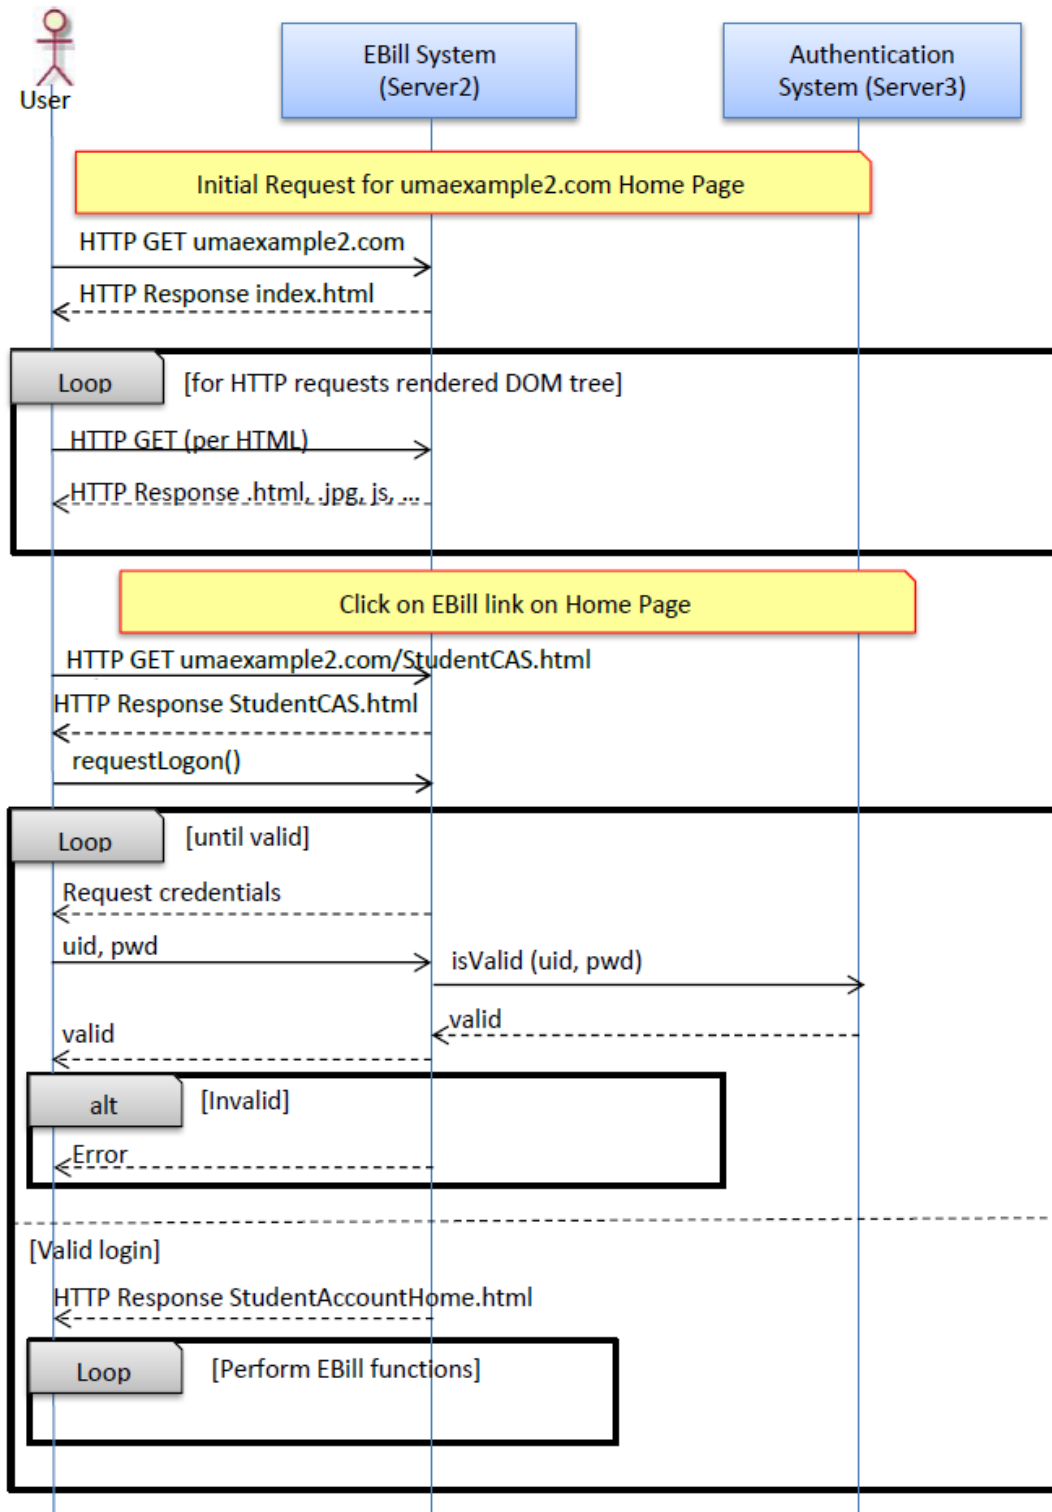 User
EBill System
(Server2)
Authentication
System (Server3)
Initial Request for umaexample2.com Home Page
HTTP GET umaexample2.com
HTTP Response index.html
Loop
[for HTTP requests rendered DOM tree]
HTTP GET (per HTML)
HTTP Response .html, .jpg, js, ...
Click on EBill link on Home Page
HTTP GET umaexample2.com/StudentCAS.html
HTTP Response StudentCAS.html
requestLogon()
Loop
[until valid]
Request credentials
uid, pwd
isValid (uid, pwd)
valid
valid
alt
[Invalid]
Error
[Valid login]
HTTP Response StudentAccountHome.html
Loop
[Perform EBill functions]